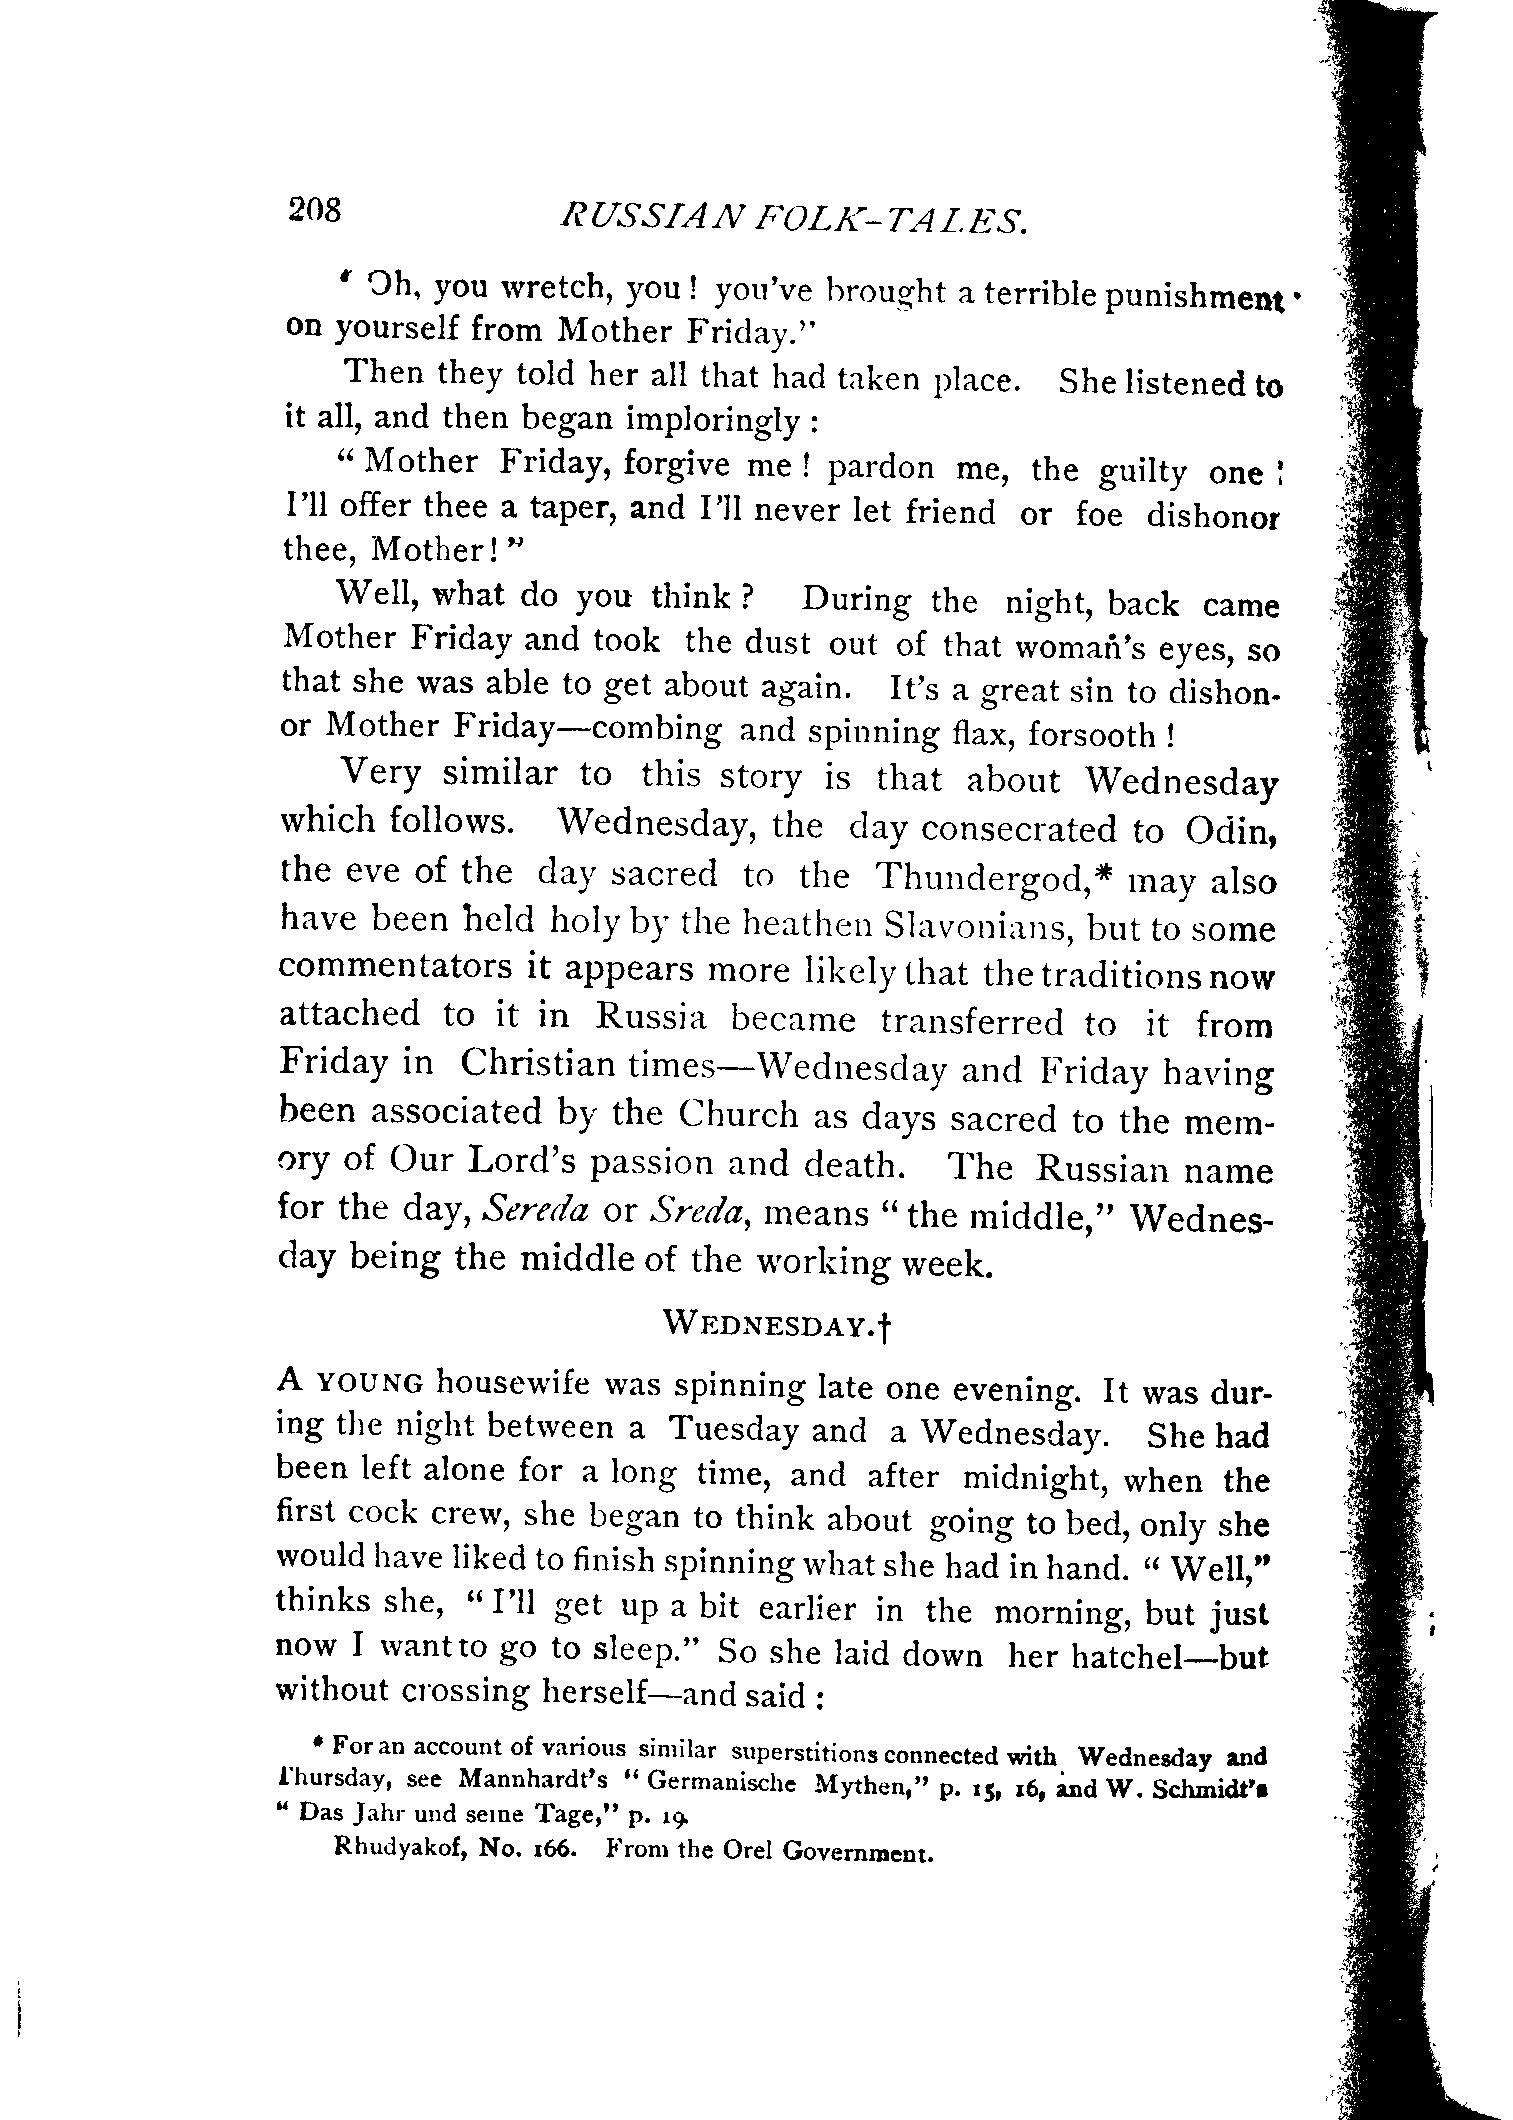 208 RUSSIAN FOLK-TALES.
“ Oh, you wretch, you! you've brought a terrible punishment
on yourself from Mother Friday.”
Then they told her all that had taken place. She listened to
it all, and then began imploringly :
“ Mother Friday, forgive me ! pardon me, the guilty one !
I'll offer thee a taper, and I'll never let friend or foe dishonor
thee, Mother! ”
Well, what do you think ? During the night, back came
Mother Friday and took the dust out of that woman's eyes, so
that she was able to get about again. It's a great sin to dishon-
or Mother Friday—combing and spinning flax, forsooth !
Very similar to this story is that about Wednesday
which follows. Wednesday, the day consecrated to Odin,
the eve of the day sacred to the Thundergod,* may also
have been held holy by the heathen Slavonians, but to some
commentators it appears more likely that the traditions now
attached to it in Russia became transferred to it from
Friday in Christian times—Wednesday and Friday having
been associated by the Church as days sacred to the mem-
ory of Our Lord's passion and death. The Russian name
for the day, Sereda or Sreda, means “ the middle,” Wednes-
day being the middle of the working week.
WEDNESDAY.†
A YOUNG housewife was spinning late one evening. It was dur-
ing the night between a Tuesday and a Wednesday. She had
been left alone for a long time, and after midnight, when the
first cock crew, she began to think about going to bed, only she
would have liked to finish spinning what she had in hand. “ Well,”
thinks she, “ I'll get up a bit earlier in the morning, but just
now I want to go to sleep.” So she laid down her hatchel—but
without crossing herself—and said :
* For an account of various similar superstitions connected with Wednesday and
Thursday, see Mannhardt's “ Germanische Mythen,” p. 15, 16, and W. Schmidt's
“ Das Jahr und seine Tage,” p. 19.
Rhudyakof, No. 166. From the Orel Government.